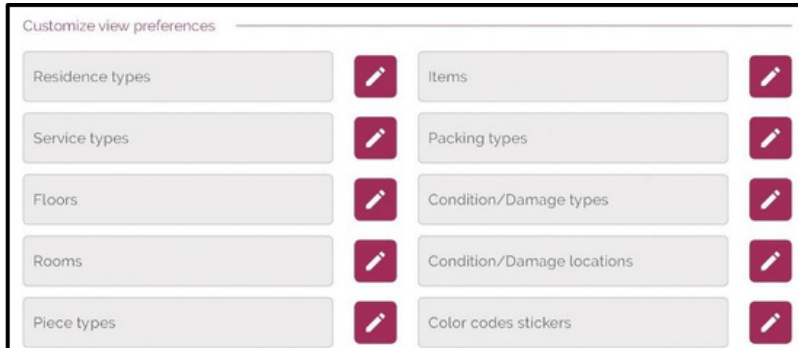 Customize view preferences
Residence types
Items
Service types
Packing types
Floors
Condition/Damage types
Rooms
Condition/Damage locations
Piece types
Color codes stickers